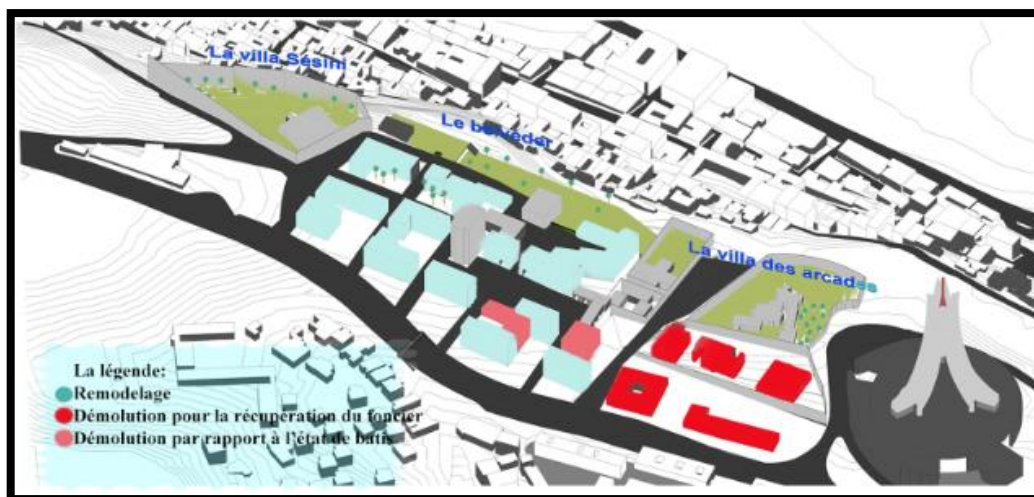 La villa Sésini
Le belveder
La villa des arcades
La légende:
Remodelage
Démolution pour la récupération du foncier
Démolution par rapport à l'état de batis